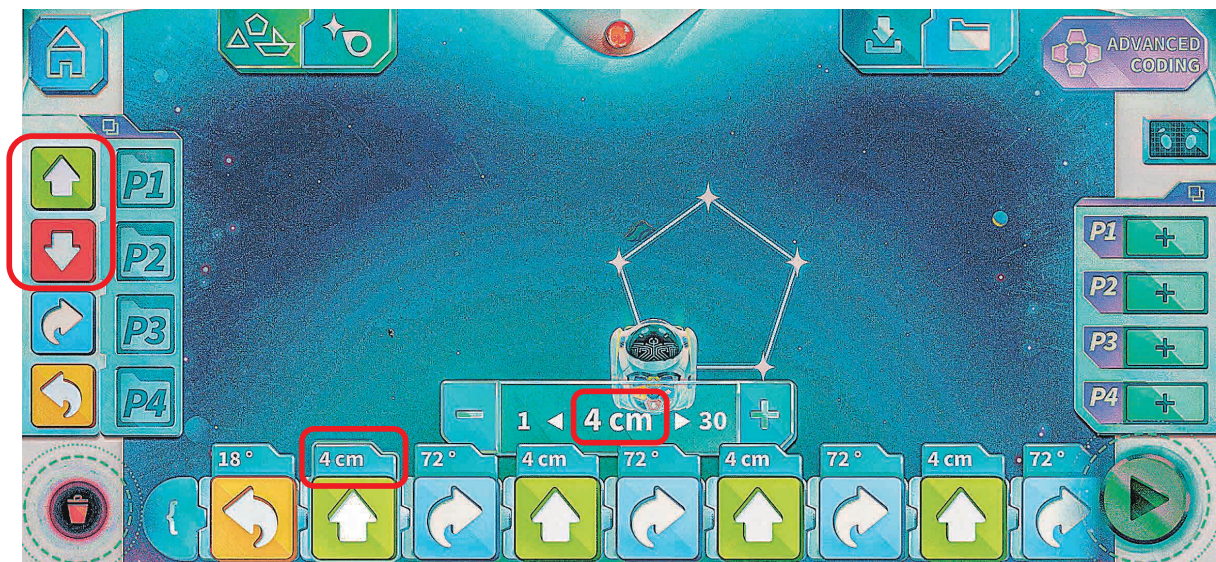 ADVANCED
CODING
P1
P2
P3
P4
P1
P2
P3
P4
1 4 cm 30
18° 4 cm 72° 4 cm 72° 4 cm 72° 4 cm 72°